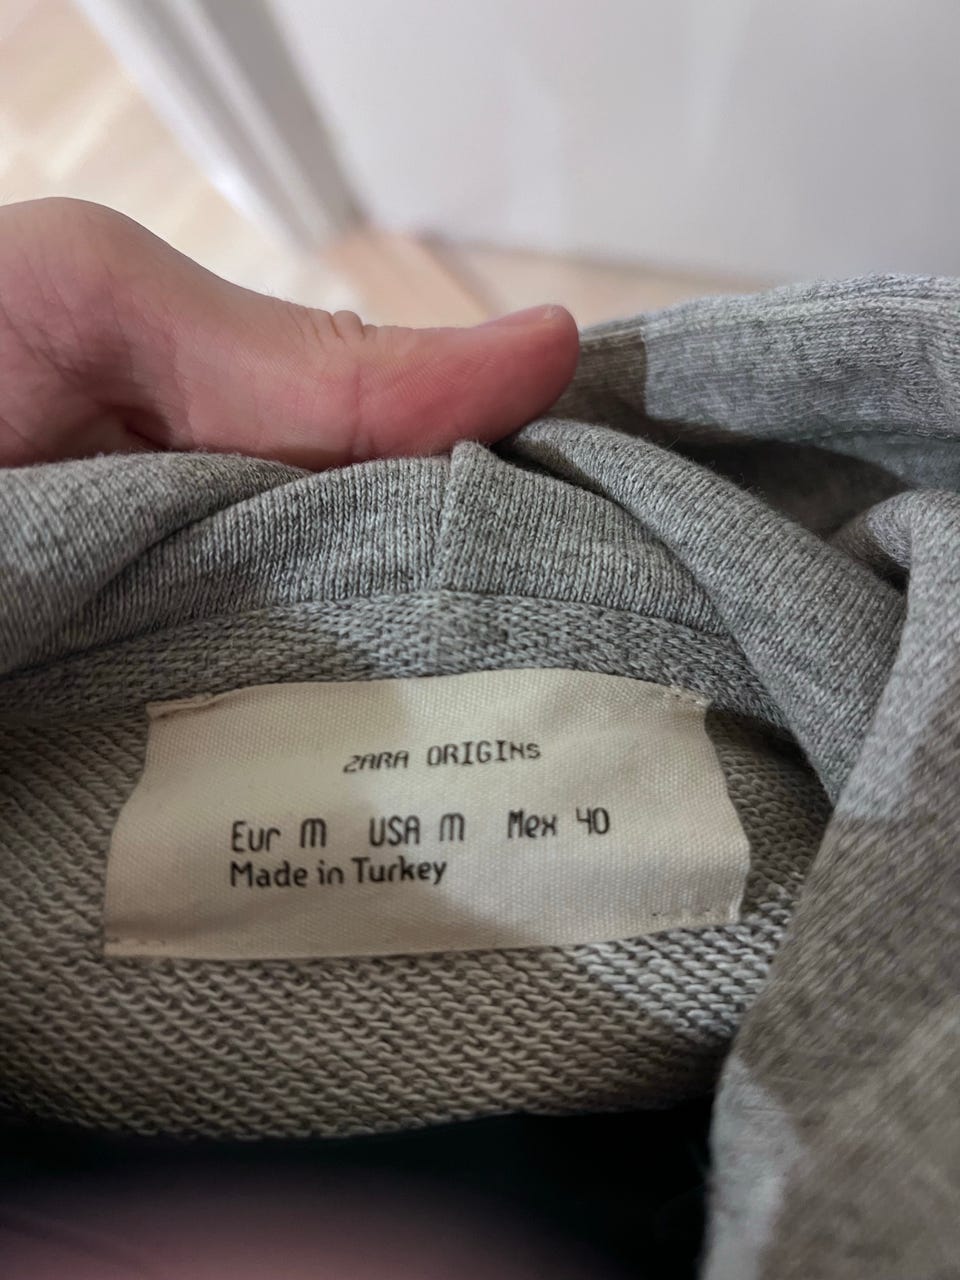 ZARA ORIGINS
Eur M USA M Mex 40
Made in Turkey